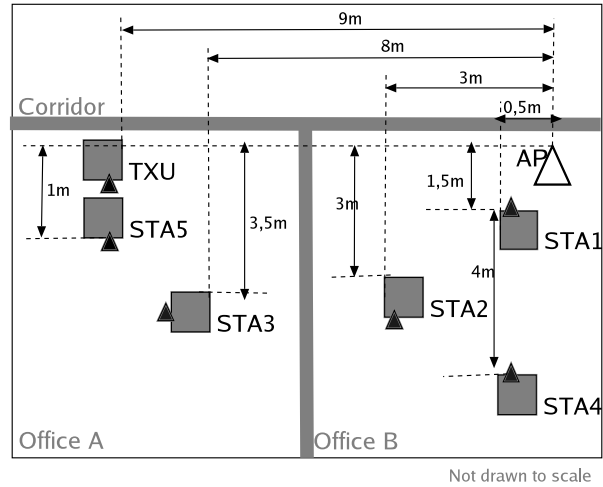 9m
8m
3m
0,5m
Corridor
TXU
AP
1m
1,5m
3m
3,5m
STA5
STA1
4m
STA2
STA3
STA4
Office A
Office B
Not drawn to scale